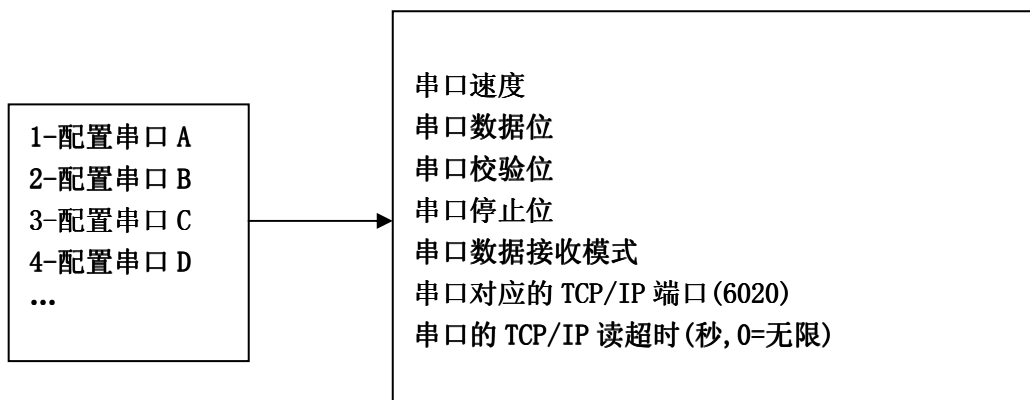 1-配置串口 A
2-配置串口 B
3-配置串口 C
4-配置串口 D
…
串口速度
串口数据位
串口校验位
串口停止位
串口数据接收模式
串口对应的 TCP/IP 端口(6020)
串口的 TCP/IP 读超时(秒,0=无限)